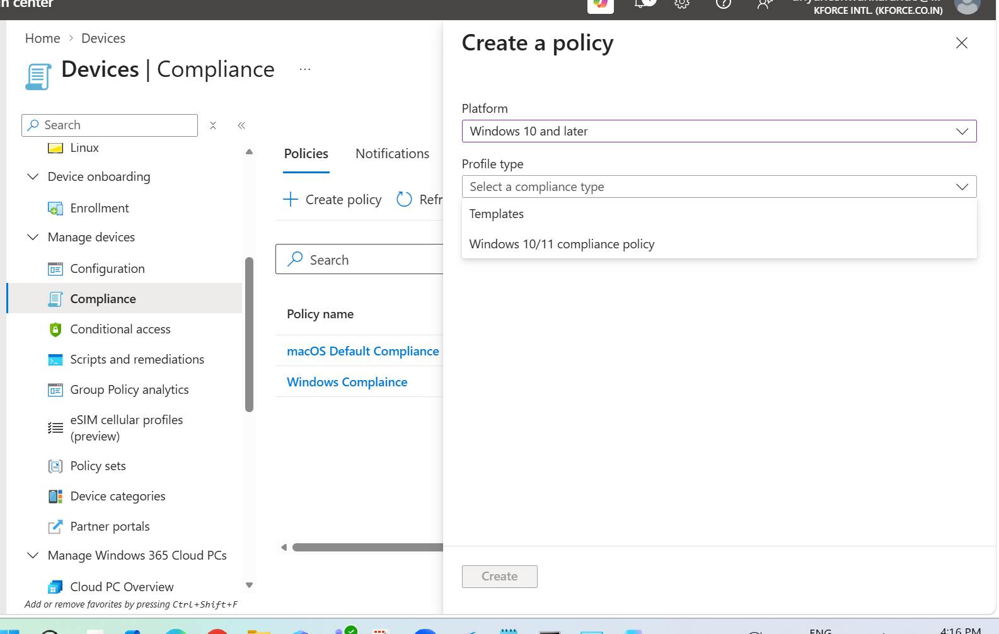 n center
KFORCE INTL. (KFORCE.CO.IN)
Home
Devices
Devices | Compliance
...
Search
Linux
Device onboarding
Enrollment
Manage devices
Configuration
Compliance
Conditional access
Scripts and remediations
Group Policy analytics
eSIM cellular profiles
(preview)
Policy sets
Device categories
Partner portals
Manage Windows 365 Cloud PCs
Cloud PC Overview
Add or remove favorites by pressing Ctrl+Shift+F
Policies
Notifications
Create policy
Refr
Search
Policy name
macOS Default Compliance
Windows Complaince
Create a policy
Platform
Windows 10 and later
Profile type
Select a compliance type
Templates
Windows 10/11 compliance policy
Create
ENG
4:16 PM